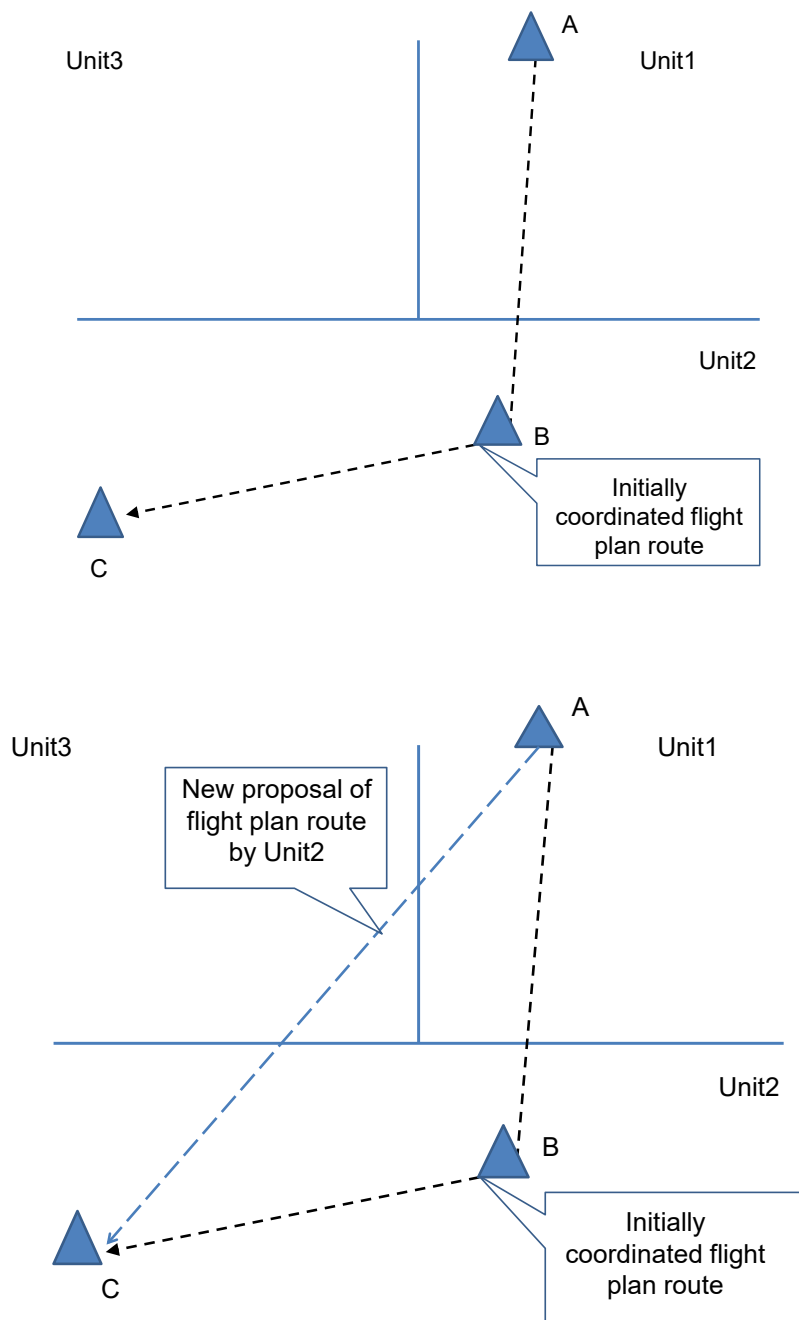 A
Unit3
Unit1
Unit2
B
Initially
coordinated flight
plan route
C
A
Unit3
Unit1
New proposal of
flight plan route
by Unit2
Unit2
B
Initially
coordinated flight
plan route
C